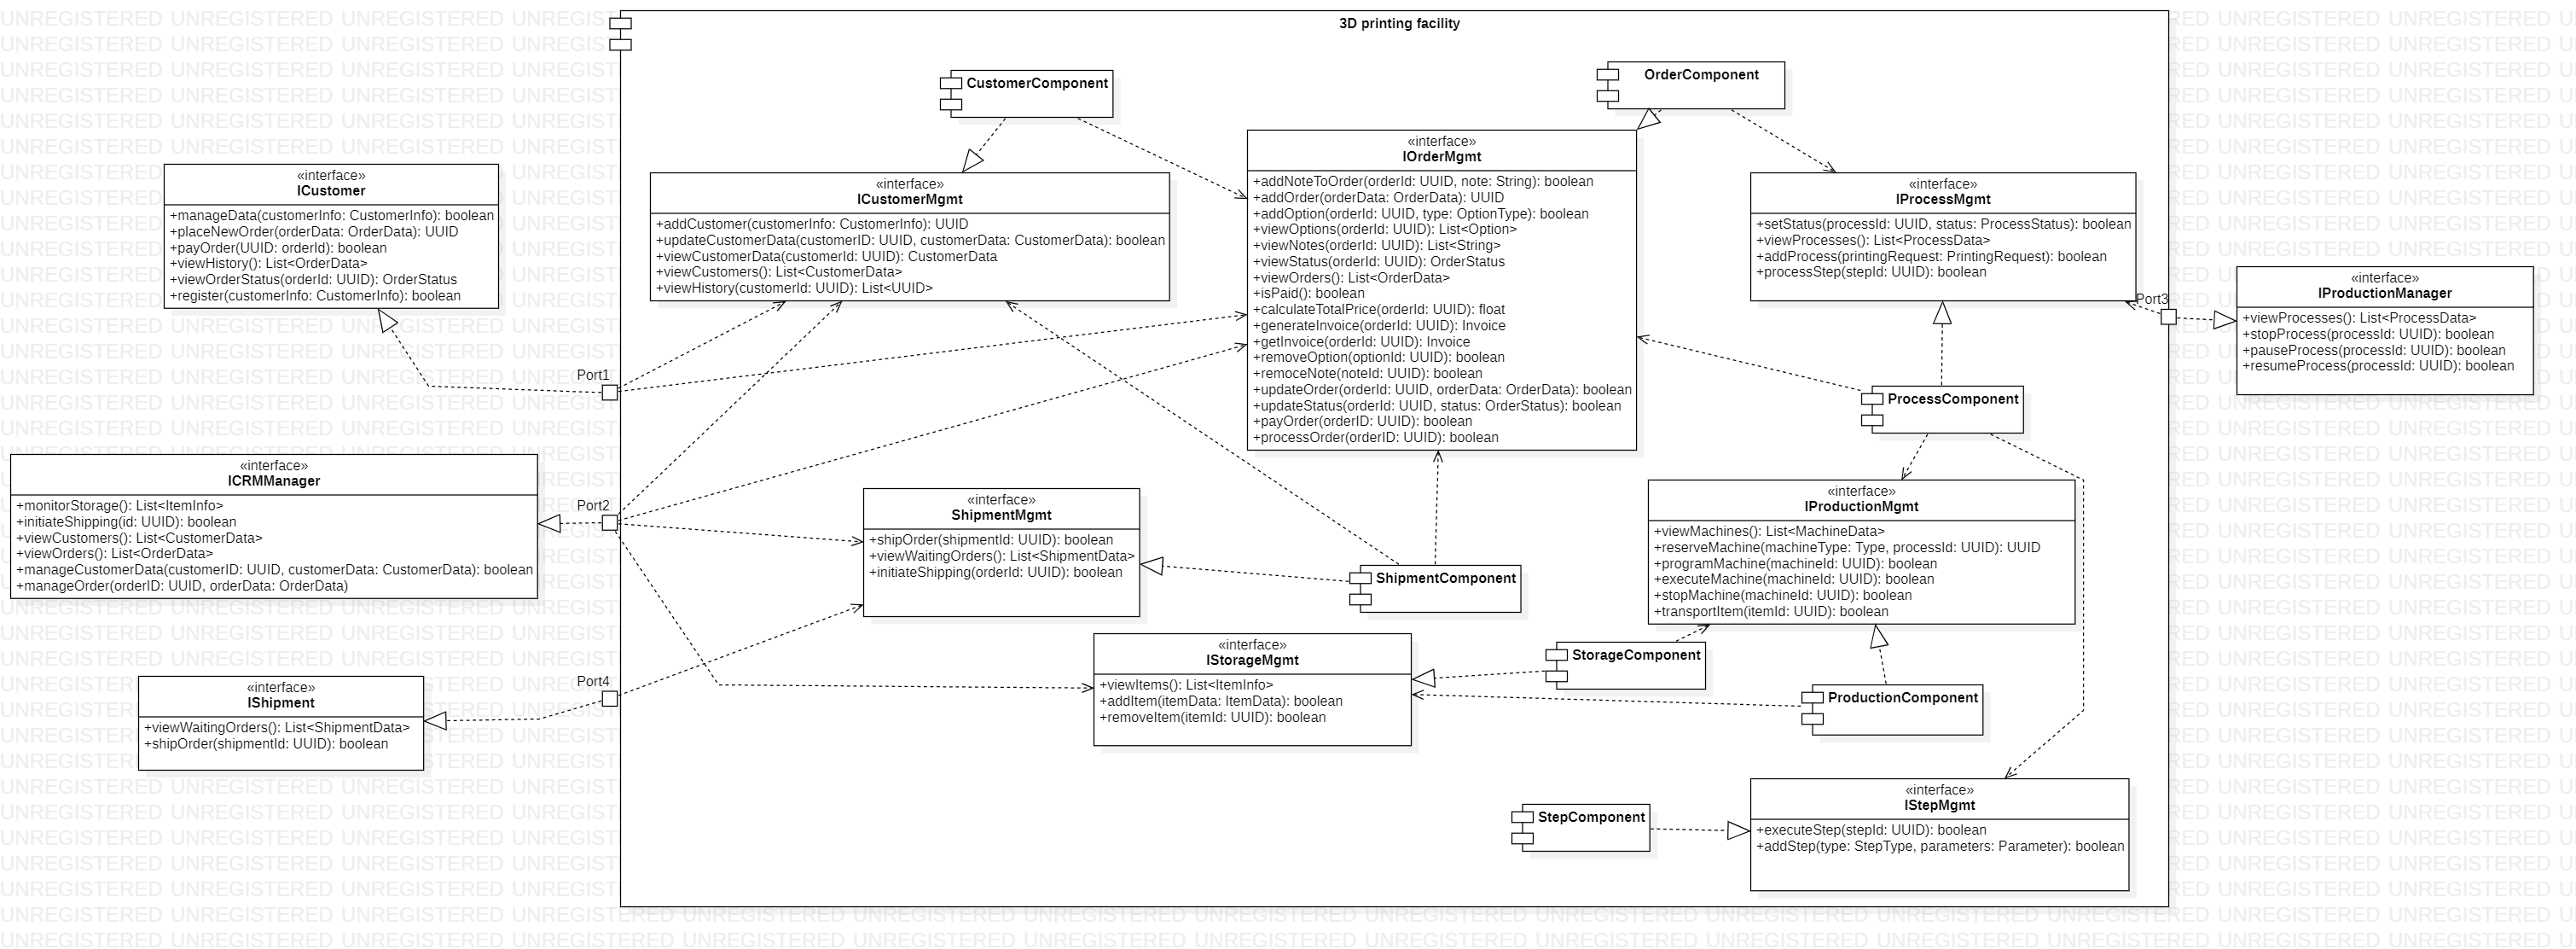 3D printing facility
CustomerComponent
OrderComponent
«interface»
ICustomer
+manageData(customerInfo: CustomerInfo): boolean
+placeNewOrder(orderData: OrderData): UUID
+payOrder(UUID: orderId): boolean
+viewHistory(): List<OrderData>
+viewOrderStatus(orderId: UUID): OrderStatus
+register(customerInfo: CustomerInfo): boolean
«interface»
ICustomerMgmt
+addCustomer(customerInfo: CustomerInfo): UUID
+updateCustomerData(customerID: UUID, customerData: CustomerData): boolean
+viewCustomerData(customerId: UUID): CustomerData
+viewCustomers(): List<CustomerData>
+viewHistory(customerId: UUID): List<UUID>
«interface»
IOrderMgmt
+addNoteToOrder(orderId: UUID, note: String): boolean
+addOrder(orderData: OrderData): UUID
+addOption(orderId: UUID, type: OptionType): boolean
+viewOptions(orderId: UUID): List<Option>
+viewNotes(orderId: UUID): List<String>
+viewStatus(orderId: UUID): OrderStatus
+viewOrders(): List<OrderData>
+isPaid(): boolean
+calculateTotalPrice(orderId: UUID): float
+generateInvoice(orderId: UUID): Invoice
+getInvoice(orderId: UUID): Invoice
+removeOption(optionId: UUID): boolean
+remoceNote(noteId: UUID): boolean
+updateOrder(orderId: UUID, orderData: OrderData): boolean
+updateStatus(orderId: UUID, status: OrderStatus): boolean
+payOrder(orderID: UUID): boolean
+processOrder(orderID: UUID): boolean
«interface»
IProcessMgmt
+setStatus(processId: UUID, status: ProcessStatus): boolean
+viewProcesses(): List<ProcessData>
+addProcess(printingRequest: PrintingRequest): boolean
+processStep(stepId: UUID): boolean
Port3
«interface»
IProductionManager
+viewProcesses(): List<ProcessData>
+stopProcess(processId: UUID): boolean
+pauseProcess(processId: UUID): boolean
+resumeProcess(processId: UUID): boolean
Port1
ProcessComponent
«interface»
ICRMManager
+monitorStorage(): List<ItemInfo>
+initiateShipping(id: UUID): boolean
+viewCustomers(): List<CustomerData>
+viewOrders(): List<OrderData>
+manageCustomerData(customerID: UUID, customerData: CustomerData): boolean
+manageOrder(orderID: UUID, orderData: OrderData)
Port2
«interface»
ShipmentMgmt
+shipOrder(shipmentId: UUID): boolean
+viewWaitingOrders(): List<ShipmentData>
+initiateShipping(orderId: UUID): boolean
ShipmentComponent
«interface»
IProductionMgmt
+viewMachines(): List<MachineData>
+reserveMachine(machineType: Type, processId: UUID): UUID
+programMachine(machineId: UUID): boolean
+executeMachine(machineId: UUID): boolean
+stopMachine(machineId: UUID): boolean
+transportItem(itemId: UUID): boolean
«interface»
IStorageMgmt
+viewItems(): List<ItemInfo>
+addItem(itemData: ItemData): boolean
+removeItem(itemId: UUID): boolean
StorageComponent
ProductionComponent
Port4
«interface»
IShipment
+viewWaitingOrders(): List<ShipmentData>
+shipOrder(shipmentId: UUID): boolean
StepComponent
«interface»
IStepMgmt
+executeStep(stepId: UUID): boolean
+addStep(type: StepType, parameters: Parameter): boolean
UNREGISTERED